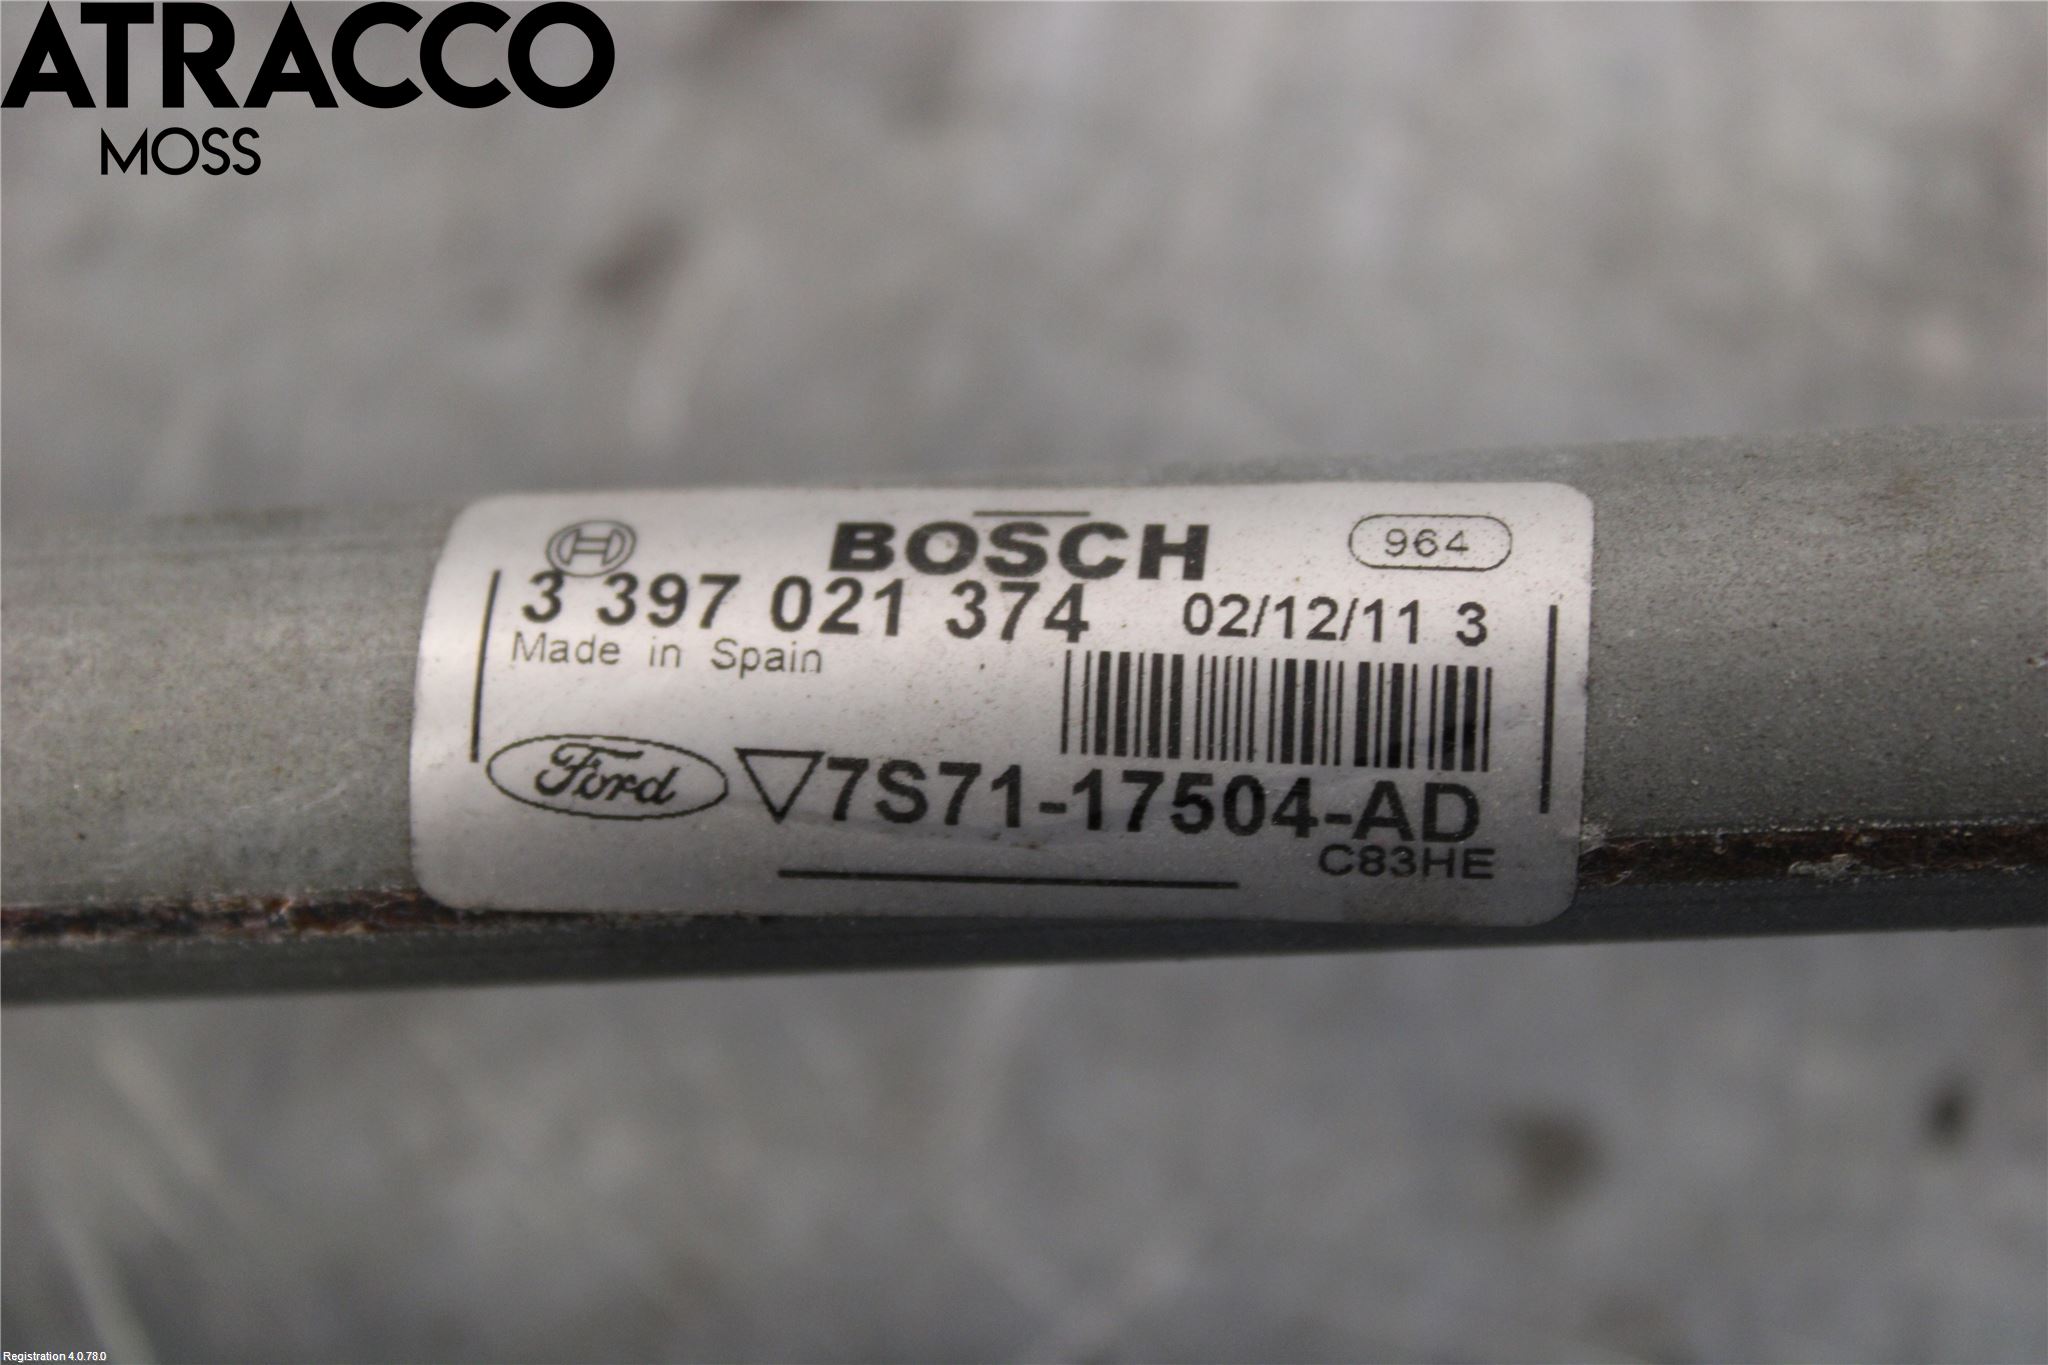 ATRACCO
MOSS
BOSCH
964
3 397 021 374 02/12/11 3
Made in Spain
Ford 7S71-17504-AD
C83HE
Registration 4.0.78.0